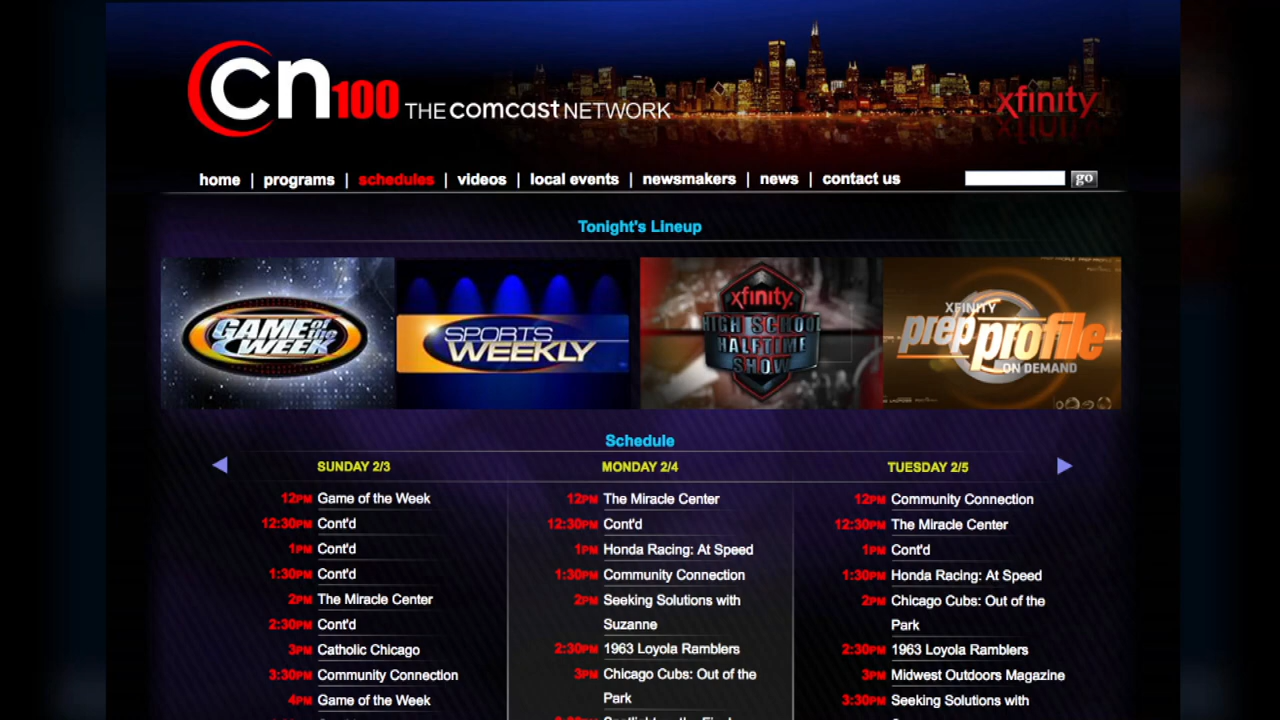 cn100 THE comcast NETWORK
xfinity
home | programs | schedules | videos | local events | newsmakers | news | contact us
go
Tonight's Lineup
GAME of the WEEK
SPORTS
WEEKLY
xfinity
HIGH SCHOOL
HALFTIME
SHOW
XFINITY
prep profile
ON DEMAND
Schedule
SUNDAY 2/3
12PM Game of the Week
12:30PM Cont'd
1PM Cont'd
1:30PM Cont'd
2PM The Miracle Center
2:30PM Cont'd
3PM Catholic Chicago
3:30PM Community Connection
4PM Game of the Week
MONDAY 2/4
12PM The Miracle Center
12:30PM Cont'd
1PM Honda Racing: At Speed
1:30PM Community Connection
2PM Seeking Solutions with
Suzanne
2:30PM 1963 Loyola Ramblers
3PM Chicago Cubs: Out of the
Park
TUESDAY 2/5
12PM Community Connection
12:30PM The Miracle Center
1PM Cont'd
1:30PM Honda Racing: At Speed
2PM Chicago Cubs: Out of the
Park
2:30PM 1963 Loyola Ramblers
3PM Midwest Outdoors Magazine
3:30PM Seeking Solutions with